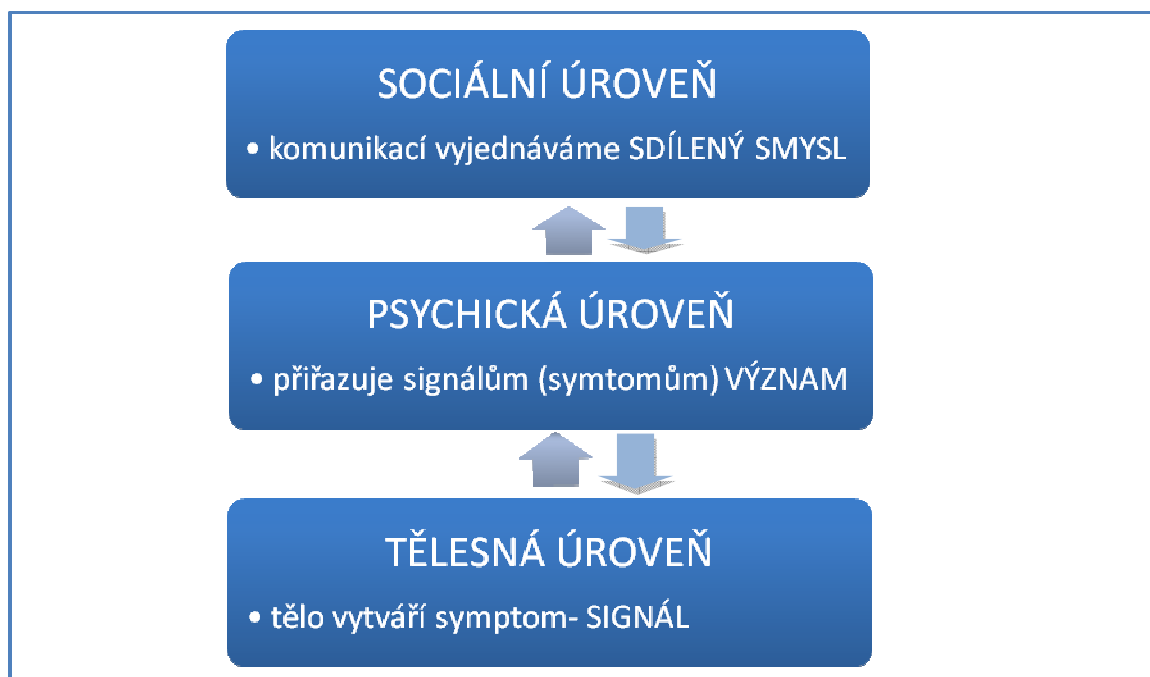 SOCIÁLNÍ ÚROVEŇ
• komunikací vyjednáváme SDÍLENÝ SMYSL
PSYCHICKÁ ÚROVEŇ
• přiřazuje signálům (symtomům) VÝZNAM
TĚLESNÁ ÚROVEŇ
• tělo vytváří symptom- SIGNÁL